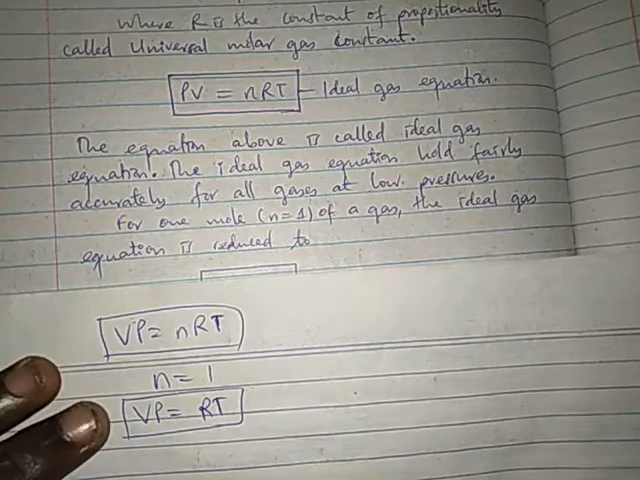 where R is the constant of proportionality
called Universal molar gas constant.
PV = nRT - Ideal gas equation.
The equation above is called ideal gas
equation. The ideal gas equation hold fairly
accurately for all gases at low pressures.
For one mole (n=1) of a gas, the ideal gas
equation is reduced to
VP = nRT
n = 1
VP = RT